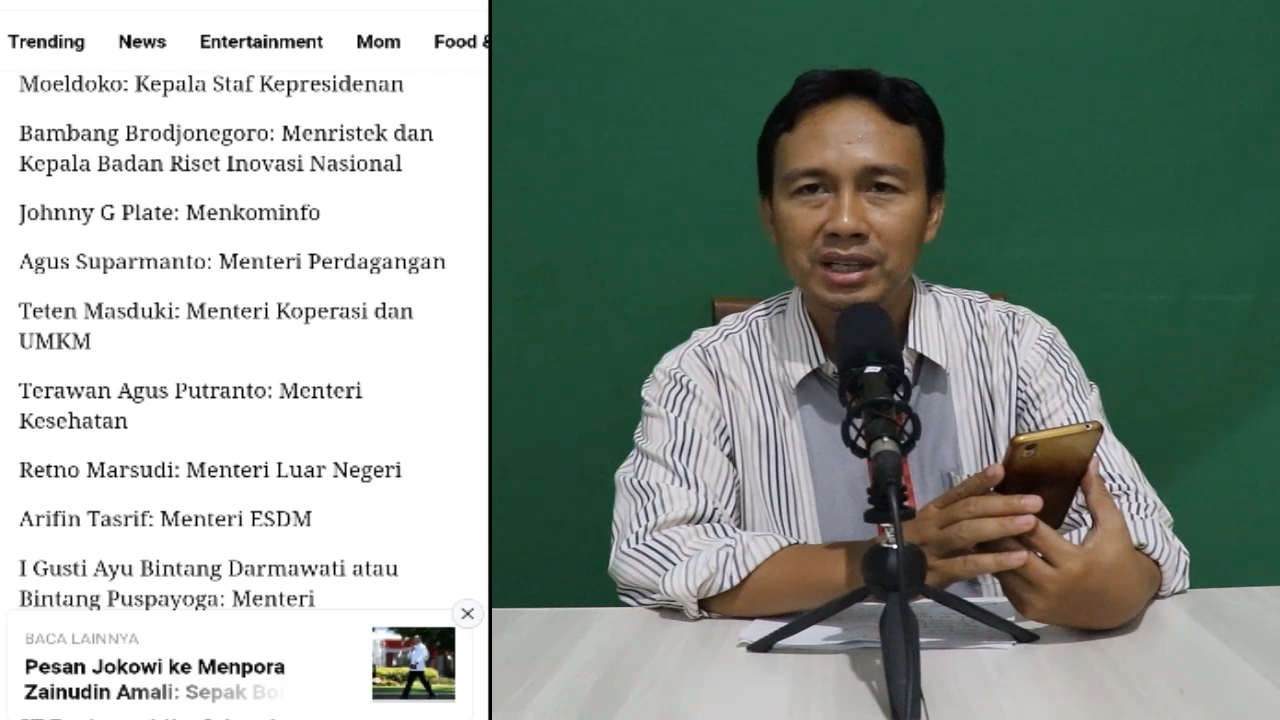 Trending News Entertainment Mom Food &
Moeldoko: Kepala Staf Kepresidenan
Bambang Brodjonegoro: Menristek dan
Kepala Badan Riset Inovasi Nasional
Johnny G Plate: Menkominfo
Agus Suparmanto: Menteri Perdagangan
Teten Masduki: Menteri Koperasi dan
UMKM
Terawan Agus Putranto: Menteri
Kesehatan
Retno Marsudi: Menteri Luar Negeri
Arifin Tasrif: Menteri ESDM
I Gusti Ayu Bintang Darmawati atau
Bintang Puspayoga: Menteri
BACA LAINNYA
Pesan Jokowi ke Menpora
Zainudin Amali: Sepak Bo